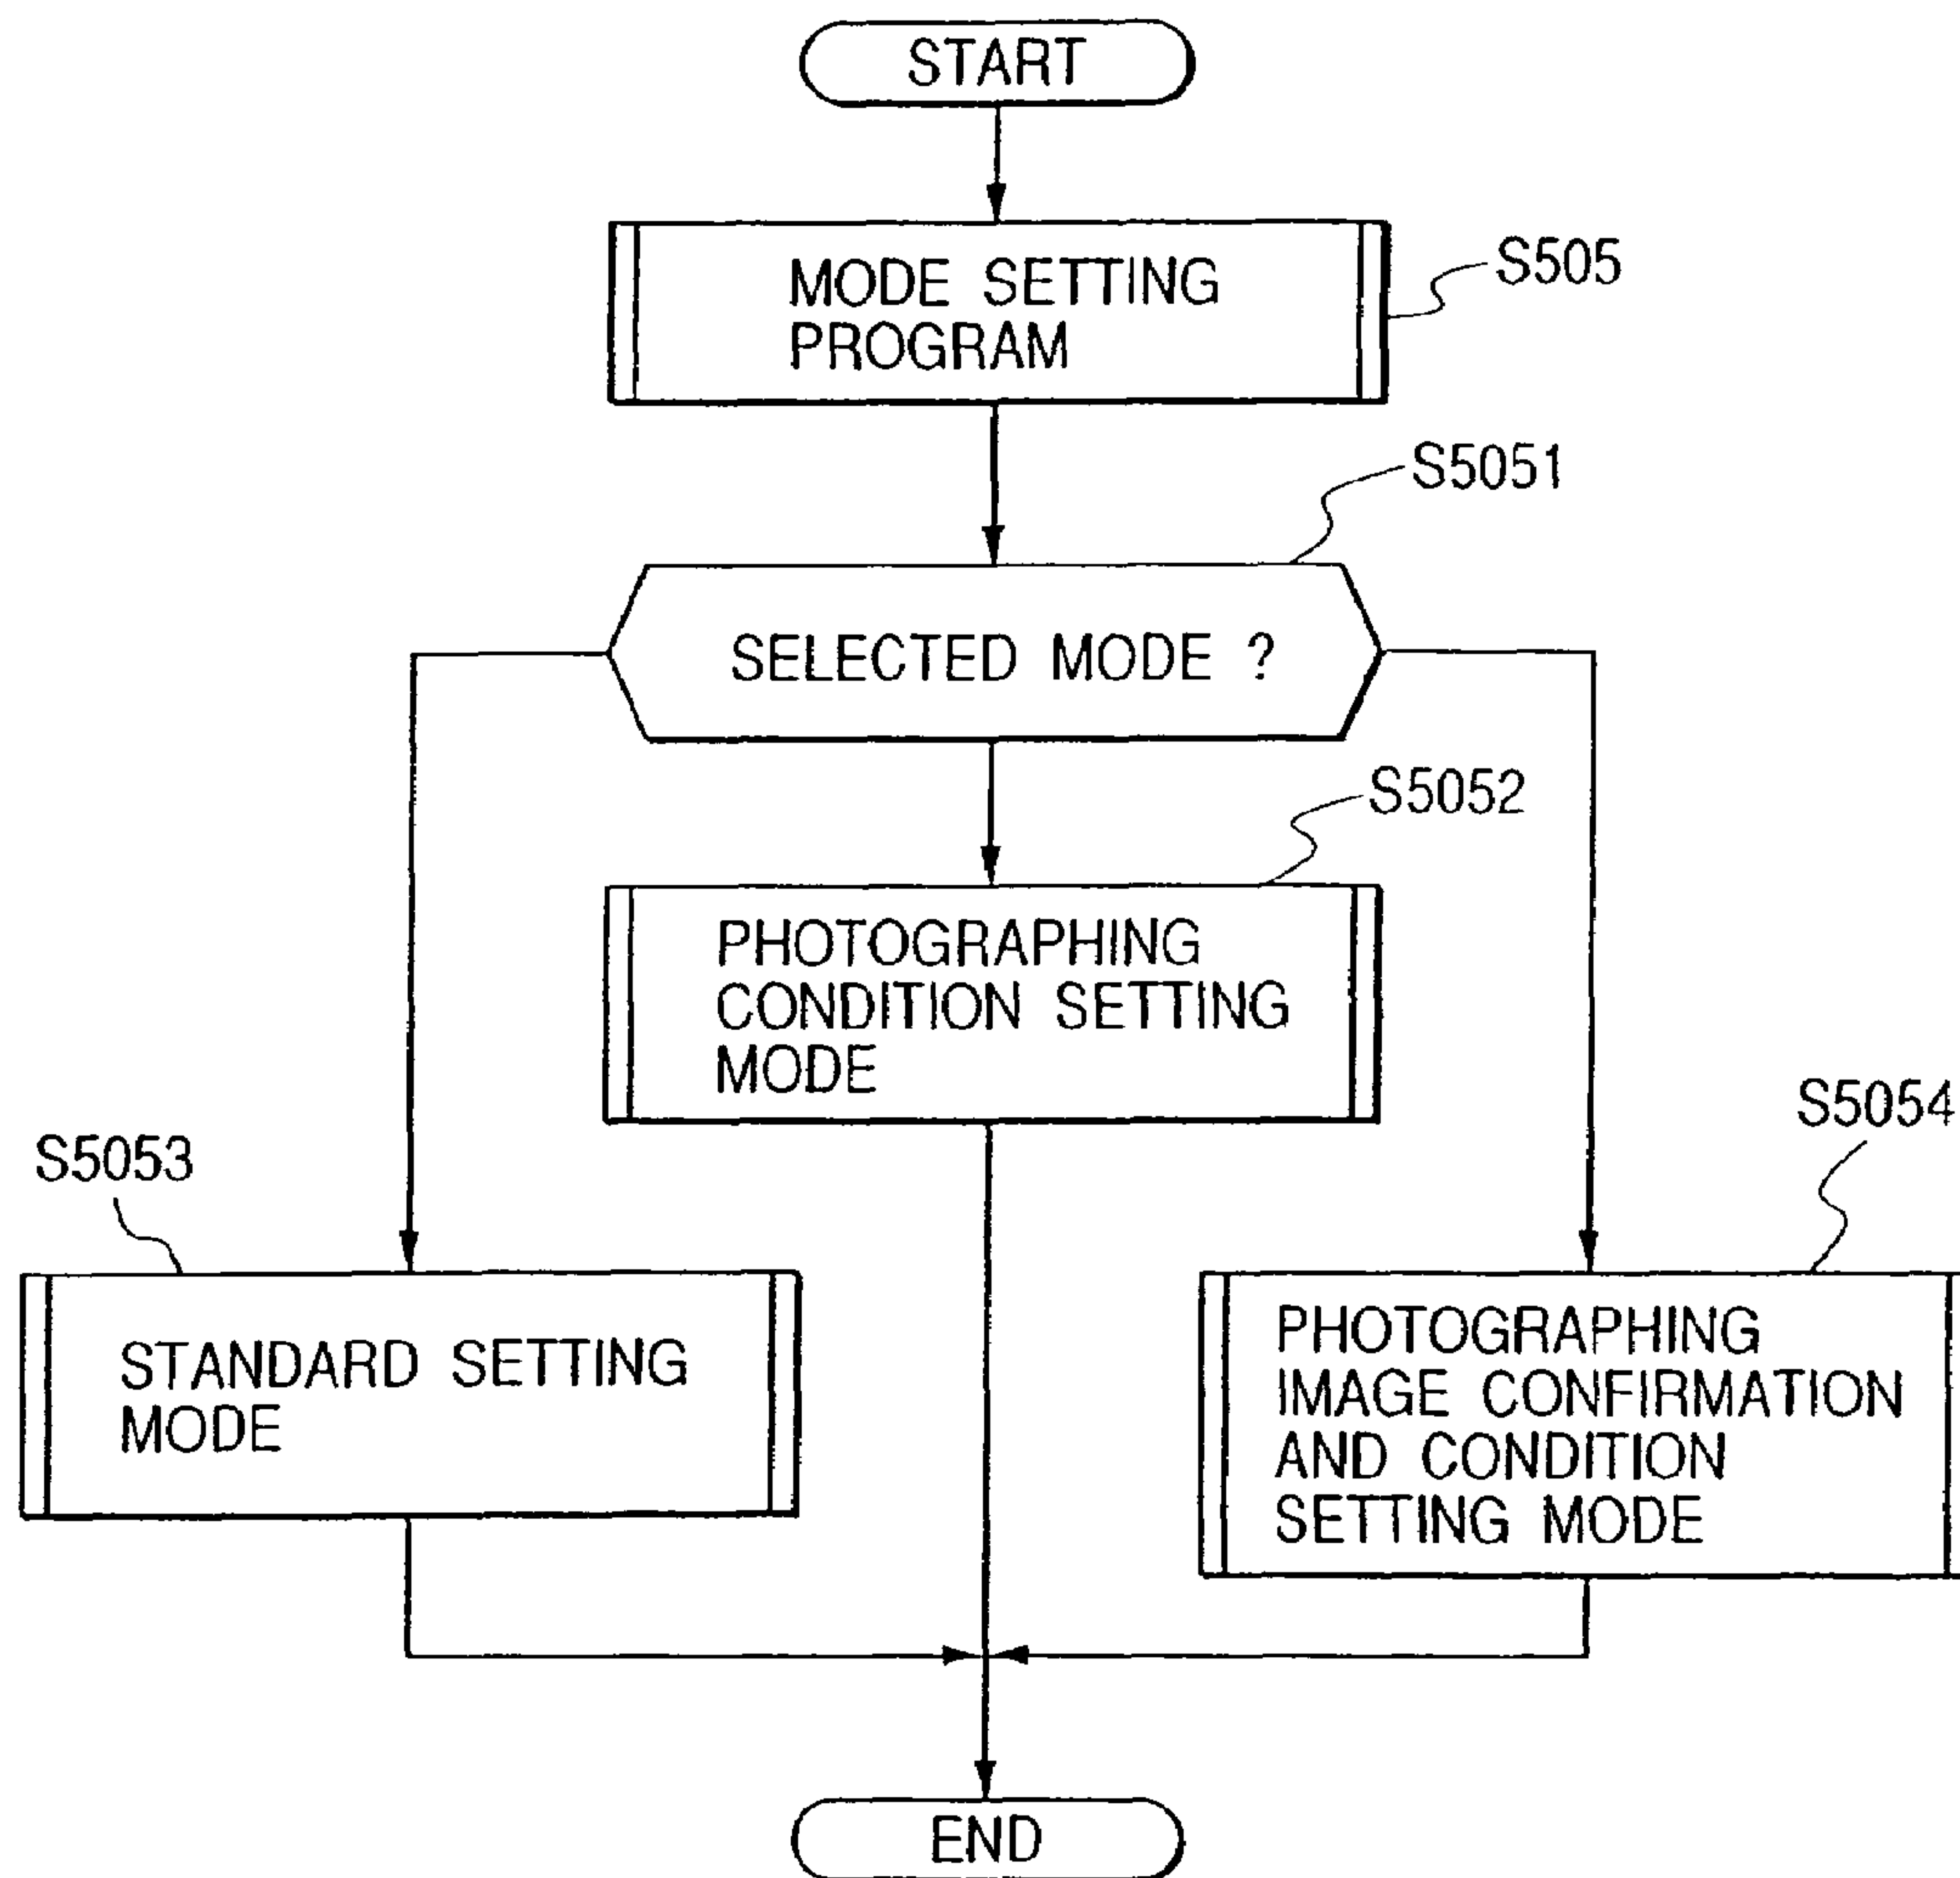 START
MODE SETTING
PROGRAM
S505
S5051
SELECTED MODE ?
S5052
PHOTOGRAPHING
CONDITION SETTING
MODE
S5053
STANDARD SETTING
MODE
S5054
PHOTOGRAPHING
IMAGE CONFIRMATION
AND CONDITION
SETTING MODE
END